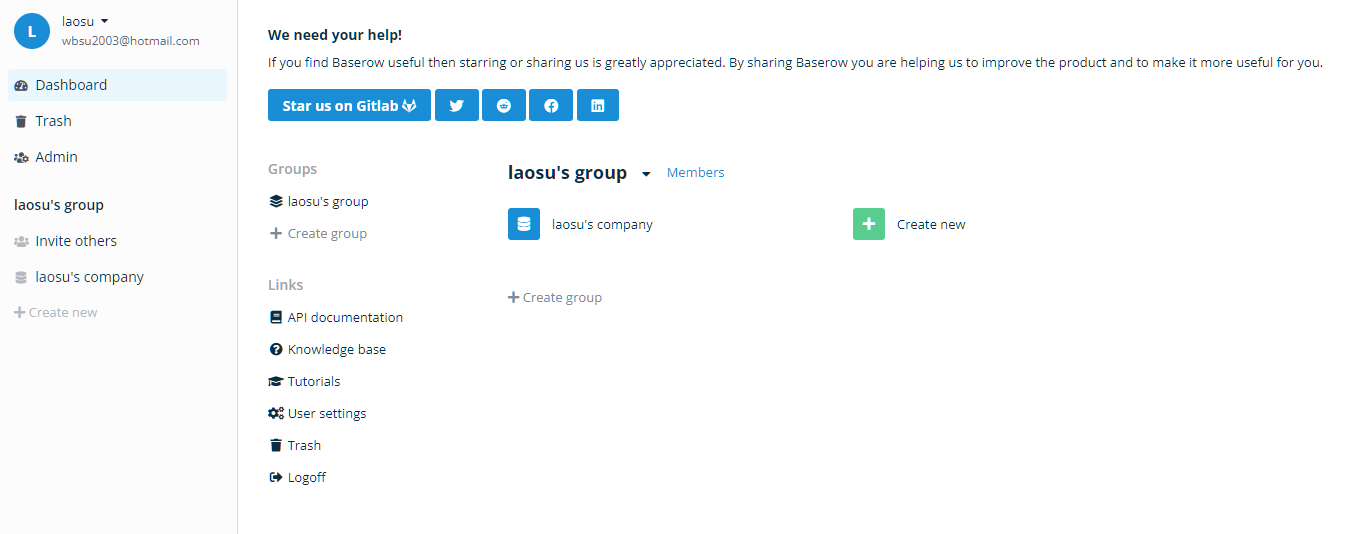 L
laosu
wbsu2003@hotmail.com
Dashboard
Trash
Admin
laosu's group
Invite others
laosu's company
Create new
We need your help!
If you find Baserow useful then starring or sharing us is greatly appreciated. By sharing Baserow you are helping us to improve the product and to make it more useful for you.
Star us on Gitlab
Groups
laosu's group
Create group
Links
API documentation
Knowledge base
Tutorials
User settings
Trash
Logoff
laosu's group Members
laosu's company Create new
Create group